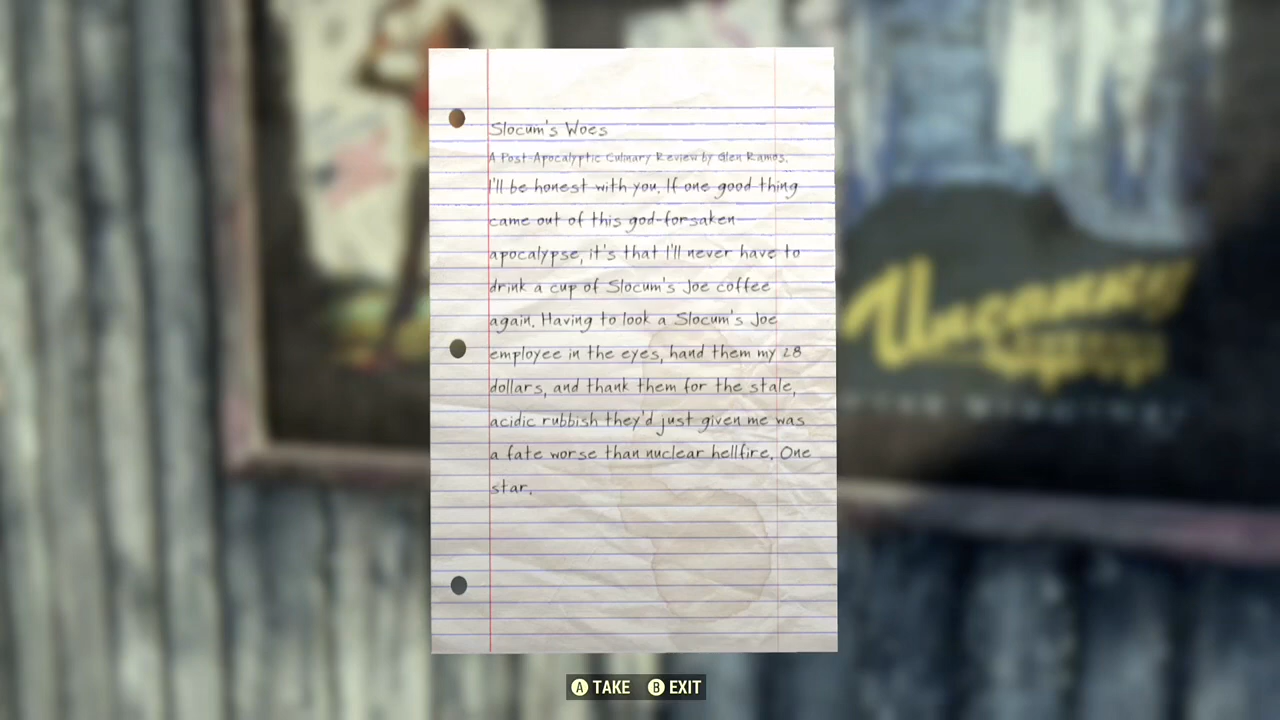 Slocum's Woes
A Post-Apocalyptic Culinary Review by Glen Ramos.
I'll be honest with you. If one good thing
came out of this god-forsaken
apocalypse, it's that I'll never have to
drink a cup of Slocum's Joe coffee
again. Having to look a Slocum's Joe
employee in the eyes, hand them my 28
dollars, and thank them for the stale,
acidic rubbish they'd just given me was
a fate worse than nuclear hellfire. One
star.
Uncanny
A TAKE B EXIT